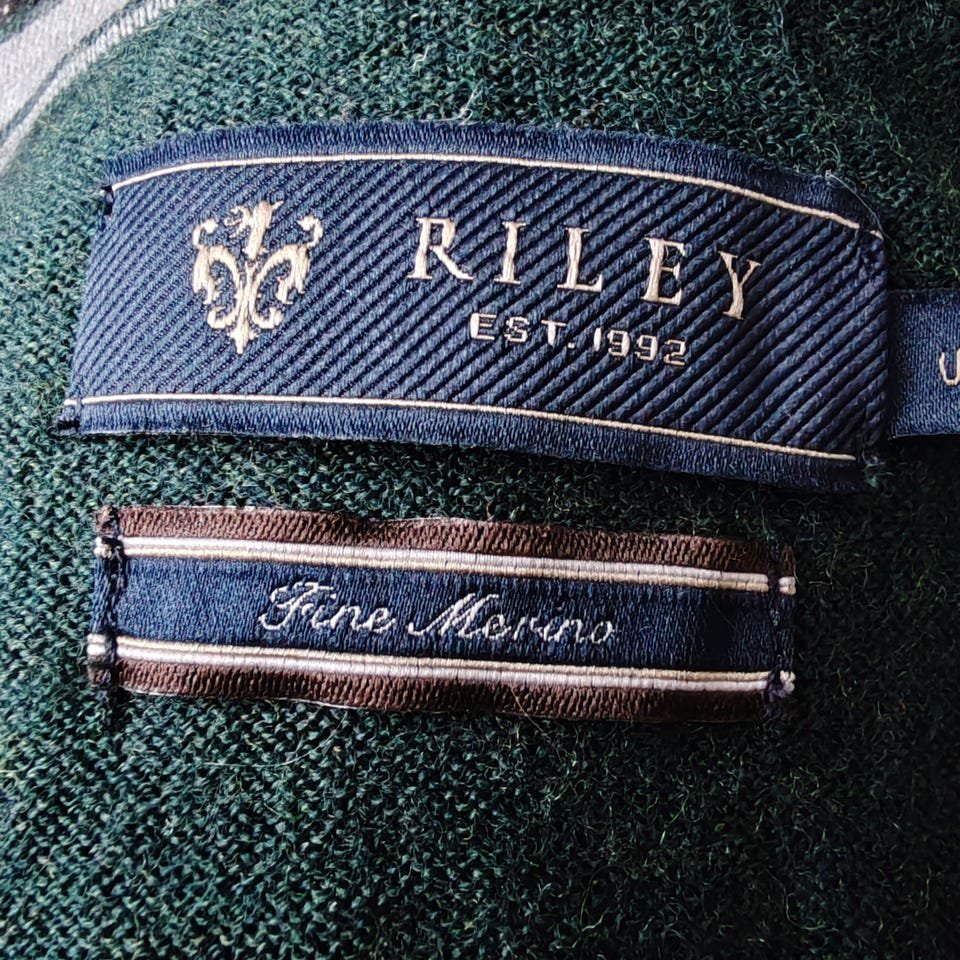 RILEY
EST. 1992
Fine Merino